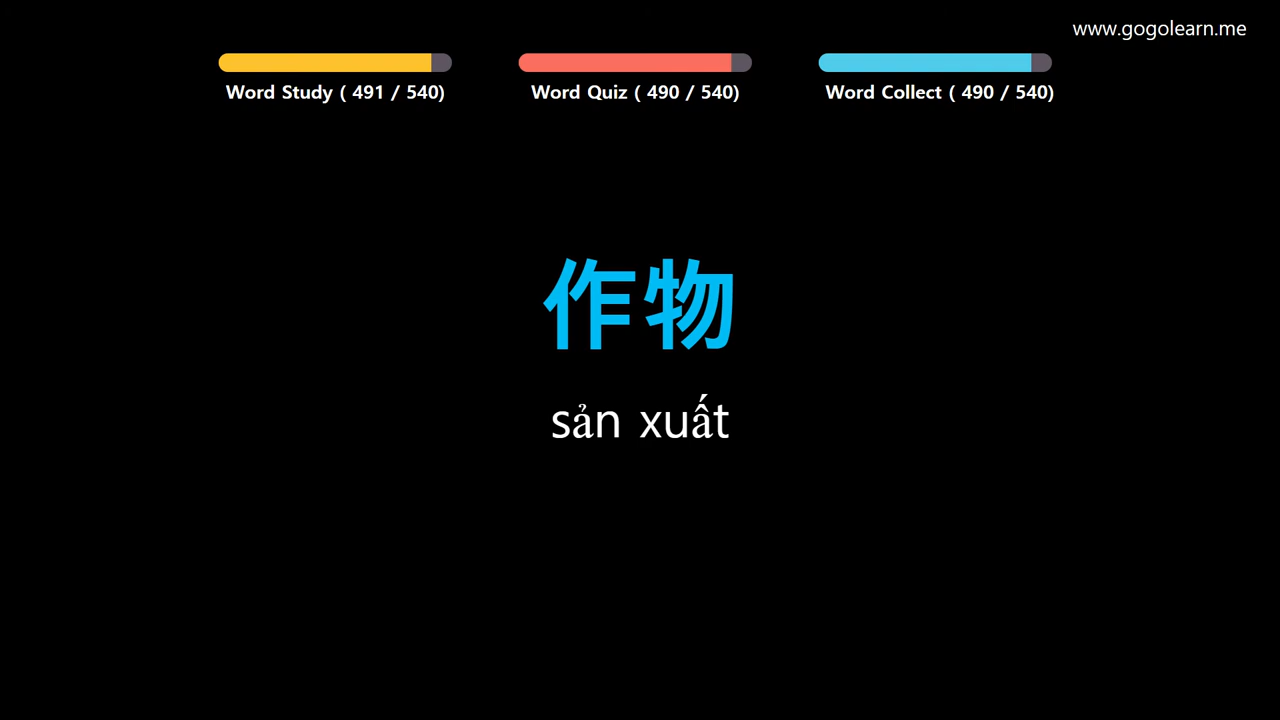 www.gogolearn.me
Word Study ( 491 / 540)
Word Quiz ( 490 / 540)
Word Collect ( 490 / 540)
作物
sản xuất